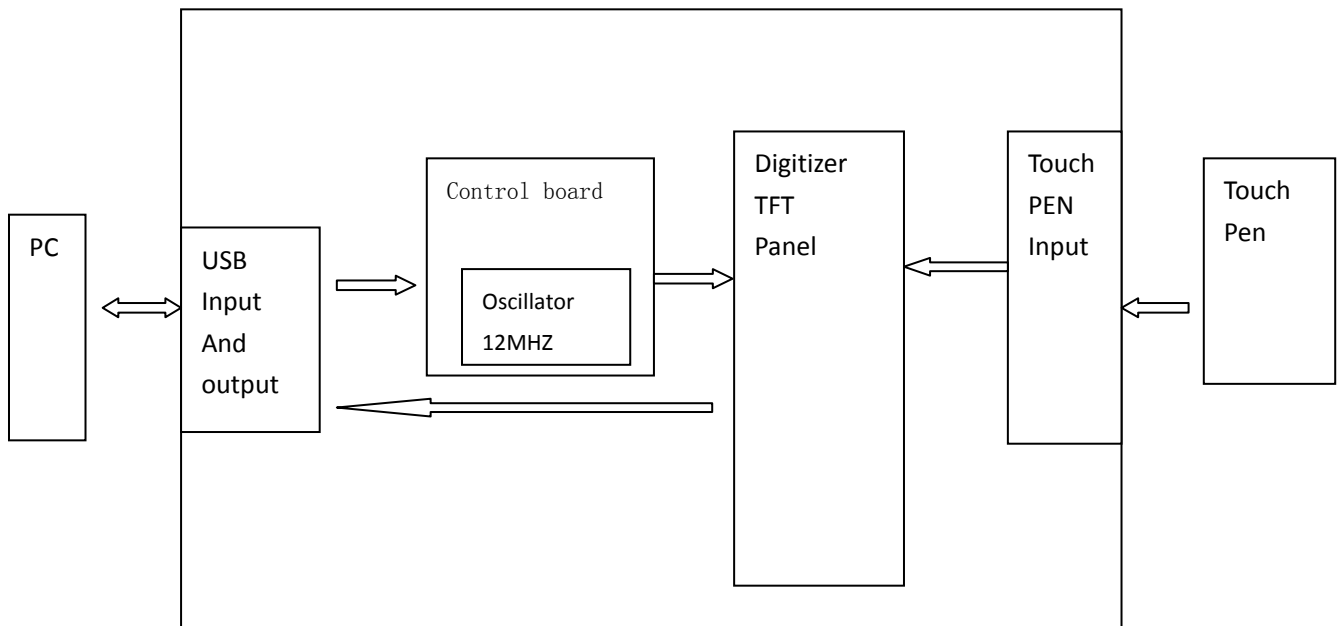 PC
USB
Input
And
output
Control board
Oscillator
12MHZ
Digitizer
TFT
Panel
Touch
PEN
Input
Touch
Pen